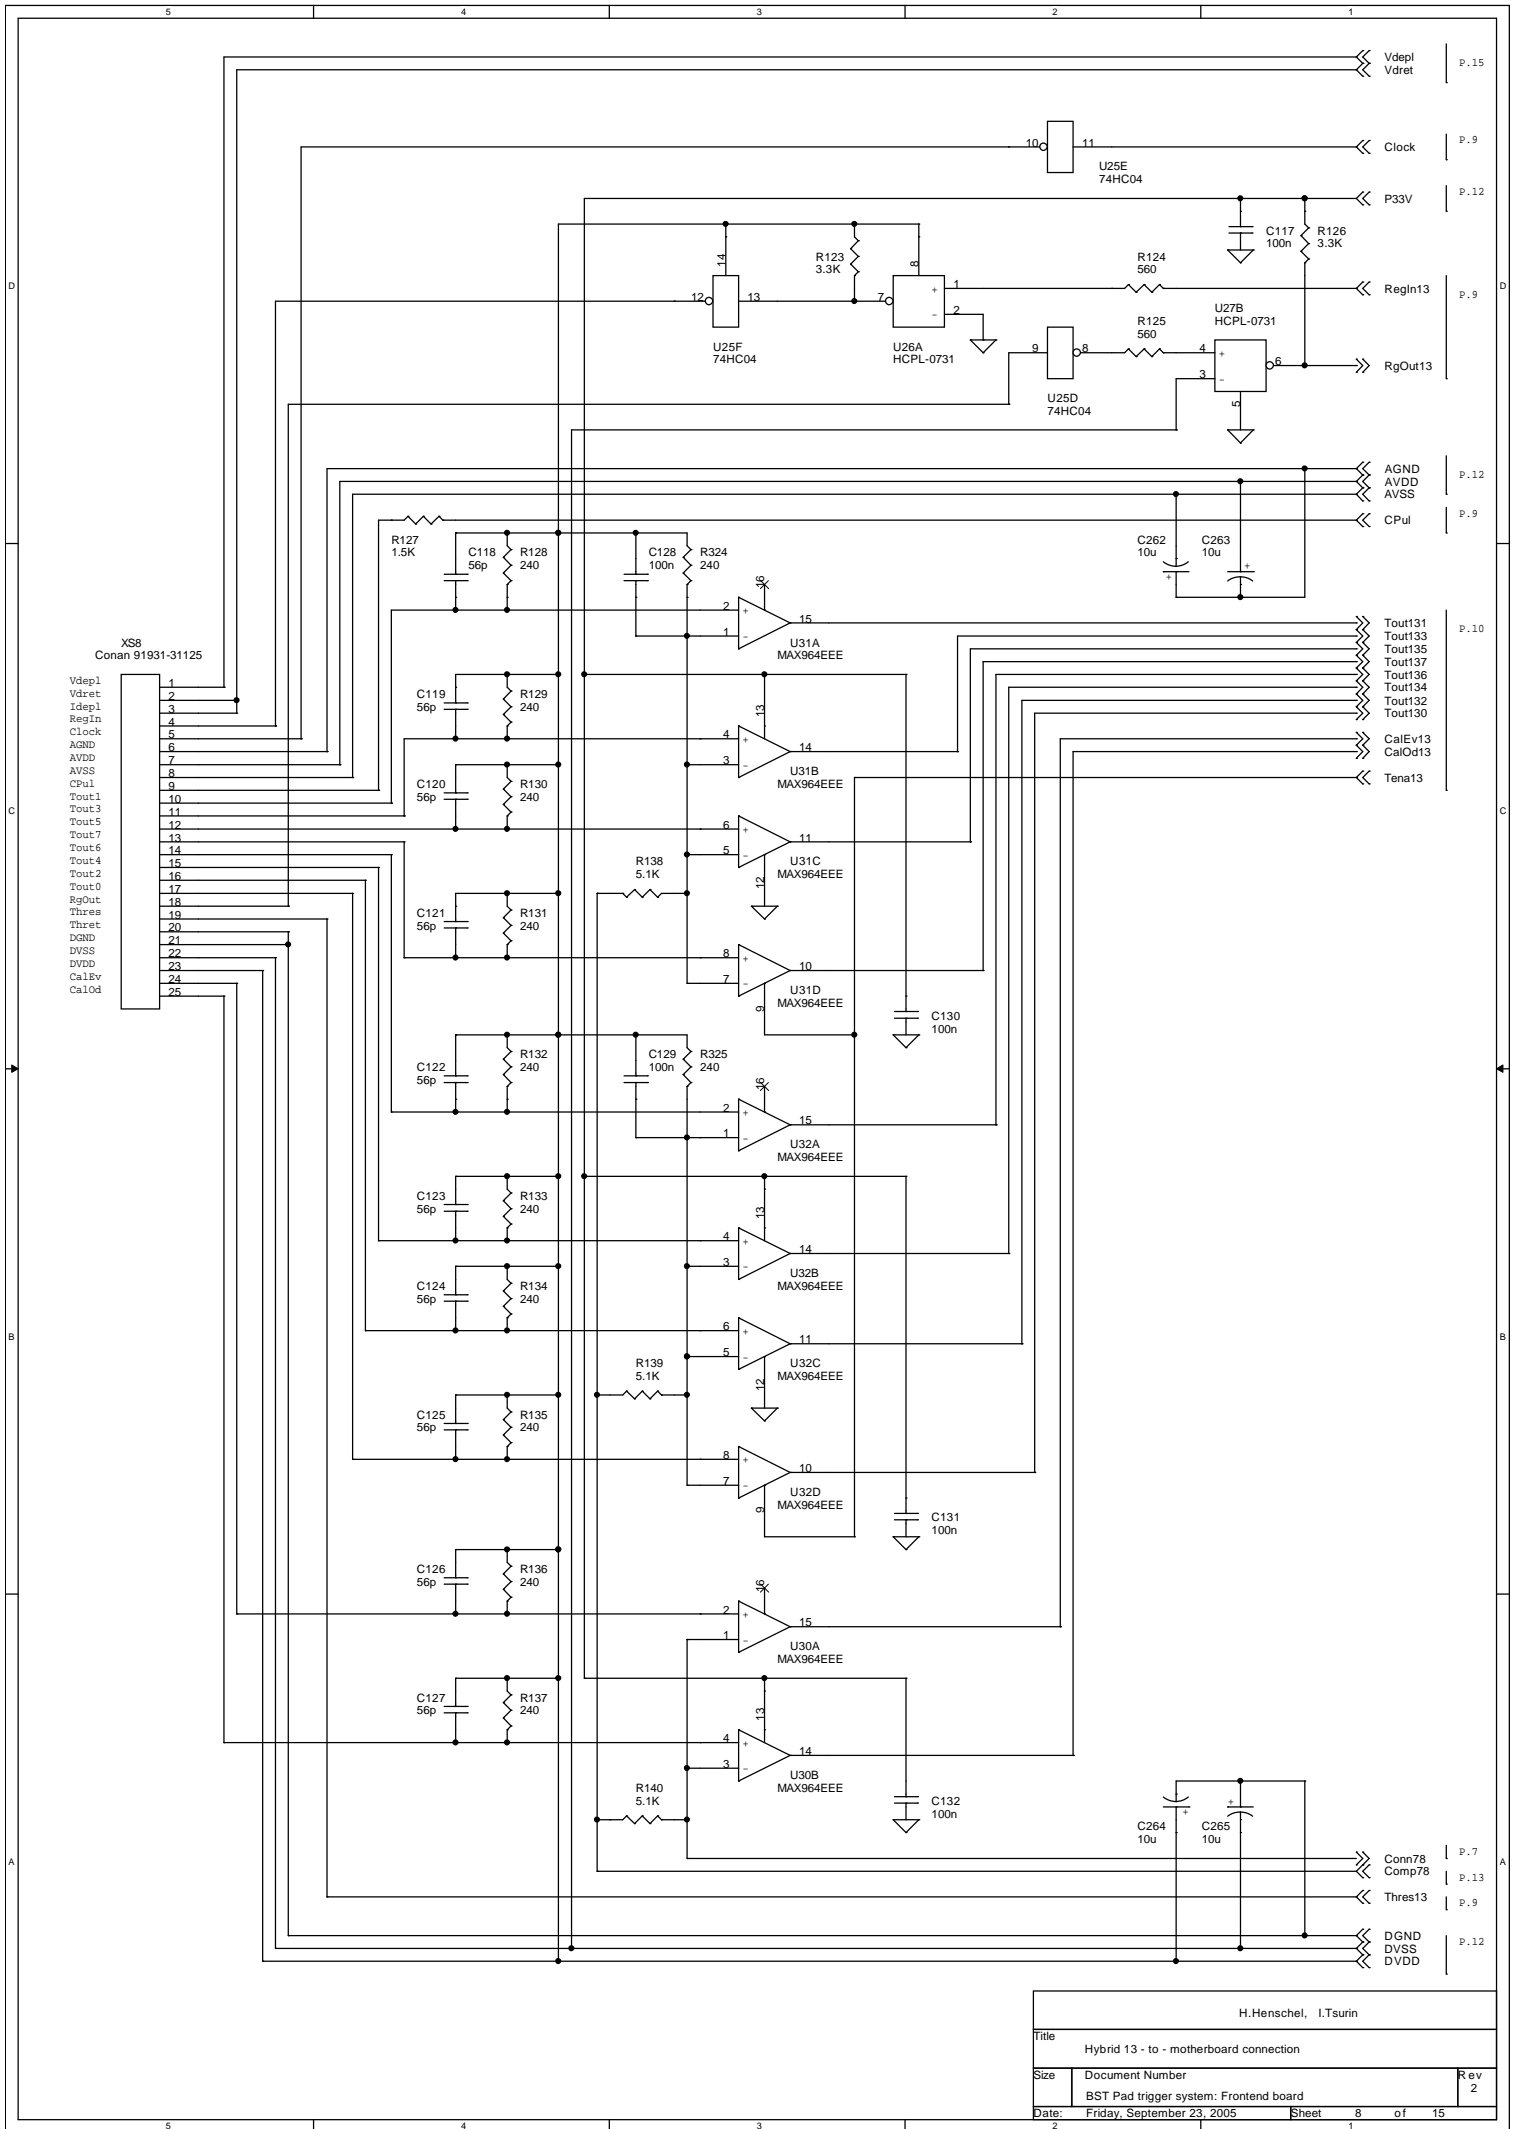 5 4 3 2 1
Vdepl
Vdret
P.15
10 11
Clock
P.9
U25E
74HC04
P33V
P.12
C117
100n
R126
3.3K
14
R123
3.3K
8
R124
560
D
D
12 13
7
1
2
RegIn13
P.9
U27B
HCPL-0731
R125
560
U25F
74HC04
U26A
HCPL-0731
9 8
4
3
6
RgOut13
U25D
74HC04
5
AGND
AVDD
AVSS
P.12
CPul
P.9
R127
1.5K
C118
56p
R128
240
C128
100n
R324
240
C262
10u
C263
10u
16
2
1
15
U31A
MAX964EEE
Tout131
Tout133
Tout135
Tout137
Tout136
Tout134
Tout132
Tout130
P.10
CalEv13
CalOd13
Tena13
XS8
Conan 91931-31125
Vdepl 1
Vdret 2
Idepl 3
RegIn 4
Clock 5
AGND 6
AVDD 7
AVSS 8
CPul 9
Tout1 10
Tout3 11
Tout5 12
Tout7 13
Tout6 14
Tout4 15
Tout2 16
Tout0 17
RgOut 18
Thres 19
Thret 20
DGND 21
DVSS 22
DVDD 23
CalEv 24
CalOd 25
C119
56p
R129
240
13
4
3
14
U31B
MAX964EEE
C
C
C120
56p
R130
240
6
5
11
12
U31C
MAX964EEE
R138
5.1K
C121
56p
R131
240
8
7
10
9
U31D
MAX964EEE
C130
100n
C122
56p
R132
240
C129
100n
R325
240
16
2
1
15
U32A
MAX964EEE
C123
56p
R133
240
13
4
3
14
U32B
MAX964EEE
C124
56p
R134
240
6
5
11
12
U32C
MAX964EEE
B
B
R139
5.1K
C125
56p
R135
240
8
7
10
9
U32D
MAX964EEE
C131
100n
C126
56p
R136
240
16
2
1
15
U30A
MAX964EEE
C127
56p
R137
240
13
4
3
14
U30B
MAX964EEE
R140
5.1K
C132
100n
C264
10u
C265
10u
A
A
Conn78
P.7
Comp78
P.13
Thres13
P.9
DGND
DVSS
DVDD
P.12
H.Henschel, I.Tsurin
Title
Hybrid 13 - to - motherboard connection
Size Document Number Rev
BST Pad trigger system: Frontend board 2
Date: Friday, September 23, 2005 Sheet 8 of 15
5 4 3 2 1